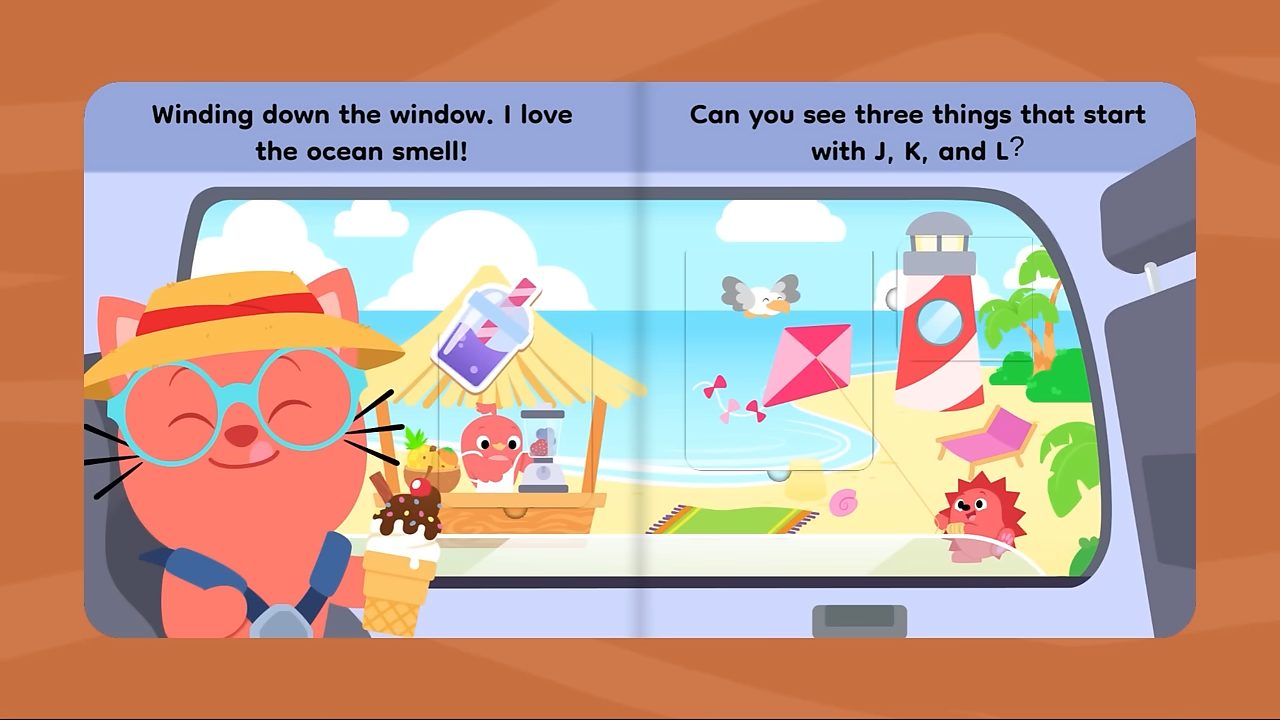 Winding down the window. I love
the ocean smell!
Can you see three things that start
with J, K, and L?